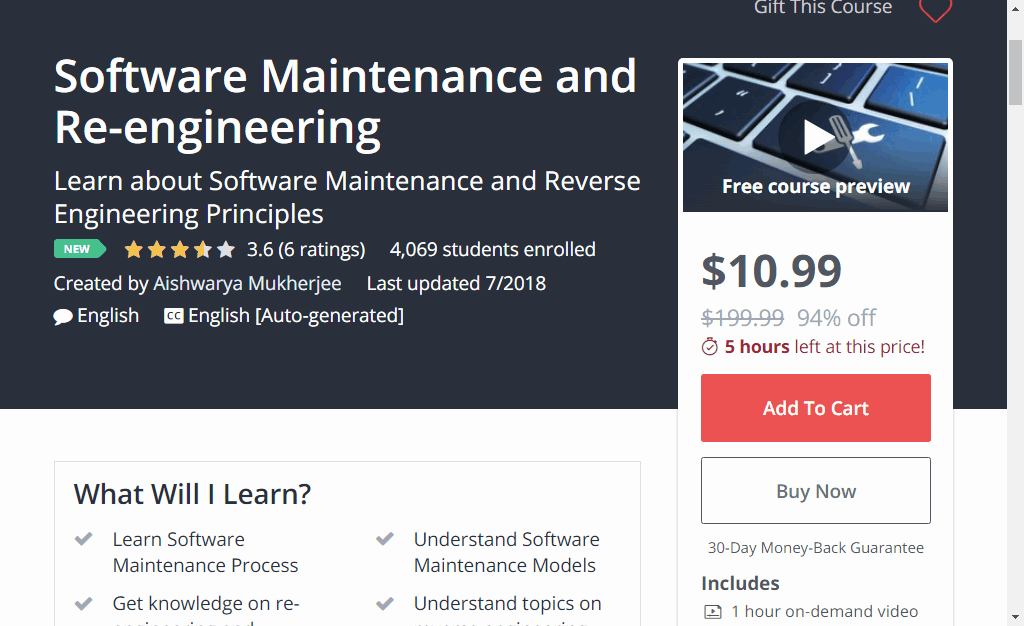 Gift This Course
Software Maintenance and
Re-engineering
Learn about Software Maintenance and Reverse
Engineering Principles
NEW 3.6 (6 ratings) 4,069 students enrolled
Created by Aishwarya Mukherjee Last updated 7/2018
English CC English [Auto-generated]
Free course preview
$10.99
$199.99 94% off
5 hours left at this price!
Add To Cart
Buy Now
30-Day Money-Back Guarantee
Includes
1 hour on-demand video
What Will I Learn?
Learn Software
Maintenance Process
Understand Software
Maintenance Models
Get knowledge on re-
Understand topics on